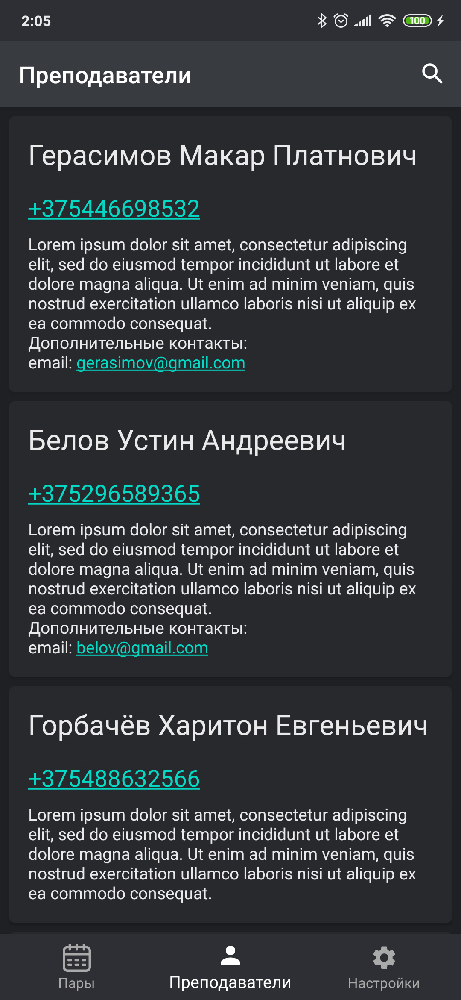 2:05
100
Преподаватели
Герасимов Макар Платнович
+375446698532
Lorem ipsum dolor sit amet, consectetur adipiscing
elit, sed do eiusmod tempor incididunt ut labore et
dolore magna aliqua. Ut enim ad minim veniam, quis
nostrud exercitation ullamco laboris nisi ut aliquip ex
ea commodo consequat.
Дополнительные контакты:
email: gerasimov@gmail.com
Белов Устин Андреевич
+375296589365
Lorem ipsum dolor sit amet, consectetur adipiscing
elit, sed do eiusmod tempor incididunt ut labore et
dolore magna aliqua. Ut enim ad minim veniam, quis
nostrud exercitation ullamco laboris nisi ut aliquip ex
ea commodo consequat.
Дополнительные контакты:
email: belov@gmail.com
Горбачёв Харитон Евгеньевич
+375488632566
Lorem ipsum dolor sit amet, consectetur adipiscing
elit, sed do eiusmod tempor incididunt ut labore et
dolore magna aliqua. Ut enim ad minim veniam, quis
nostrud exercitation ullamco laboris nisi ut aliquip ex
ea commodo consequat.
Пары
Преподаватели
Настройки